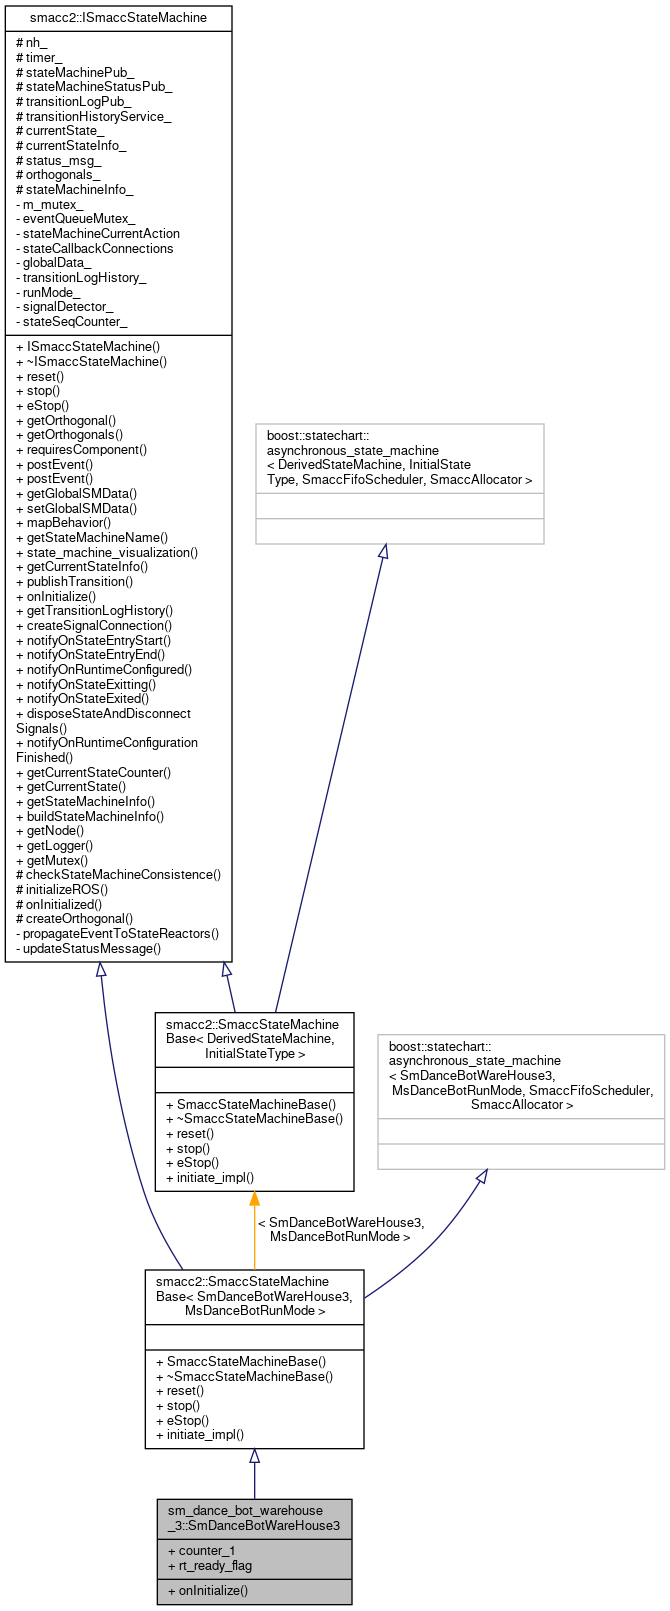 smacc2::ISmaccStateMachine
# nh_
# timer_
# stateMachinePub_
# stateMachineStatusPub_
# transitionLogPub_
# transitionHistoryService_
# currentState_
# currentStateInfo_
# status_msg_
# orthogonals_
# stateMachineInfo_
- m_mutex_
- eventQueueMutex_
- stateMachineCurrentAction
- stateCallbackConnections
- globalData_
- transitionLogHistory_
- runMode_
- signalDetector_
- stateSeqCounter_
+ ISmaccStateMachine()
+ ~ISmaccStateMachine()
+ reset()
+ stop()
+ eStop()
+ getOrthogonal()
+ getOrthogonals()
+ requiresComponent()
+ postEvent()
+ postEvent()
+ getGlobalSMData()
+ setGlobalSMData()
+ mapBehavior()
+ getStateMachineName()
+ state_machine_visualization()
+ getCurrentStateInfo()
+ publishTransition()
+ onInitialize()
+ getTransitionLogHistory()
+ createSignalConnection()
+ notifyOnStateEntryStart()
+ notifyOnStateEntryEnd()
+ notifyOnRuntimeConfigured()
+ notifyOnStateExitting()
+ notifyOnStateExited()
+ disposeStateAndDisconnect
Signals()
+ notifyOnRuntimeConfiguration
Finished()
+ getCurrentStateCounter()
+ getCurrentState()
+ getStateMachineInfo()
+ buildStateMachineInfo()
+ getNode()
+ getLogger()
+ getMutex()
# checkStateMachineConsistence()
# initializeROS()
# onInitialized()
# createOrthogonal()
- propagateEventToStateReactors()
- updateStatusMessage()
boost::statechart::
asynchronous_state_machine
< DerivedStateMachine, InitialState
Type, SmaccFifoScheduler, SmaccAllocator >
smacc2::SmaccStateMachine
Base< DerivedStateMachine,
InitialStateType >
+ SmaccStateMachineBase()
+ ~SmaccStateMachineBase()
+ reset()
+ stop()
+ eStop()
+ initiate_impl()
boost::statechart::
asynchronous_state_machine
< SmDanceBotWareHouse3,
MsDanceBotRunMode, SmaccFifoScheduler,
SmaccAllocator >
< SmDanceBotWareHouse3,
MsDanceBotRunMode >
smacc2::SmaccStateMachine
Base< SmDanceBotWareHouse3,
MsDanceBotRunMode >
+ SmaccStateMachineBase()
+ ~SmaccStateMachineBase()
+ reset()
+ stop()
+ eStop()
+ initiate_impl()
sm_dance_bot_warehouse
_3::SmDanceBotWareHouse3
+ counter_1
+ rt_ready_flag
+ onInitialize()